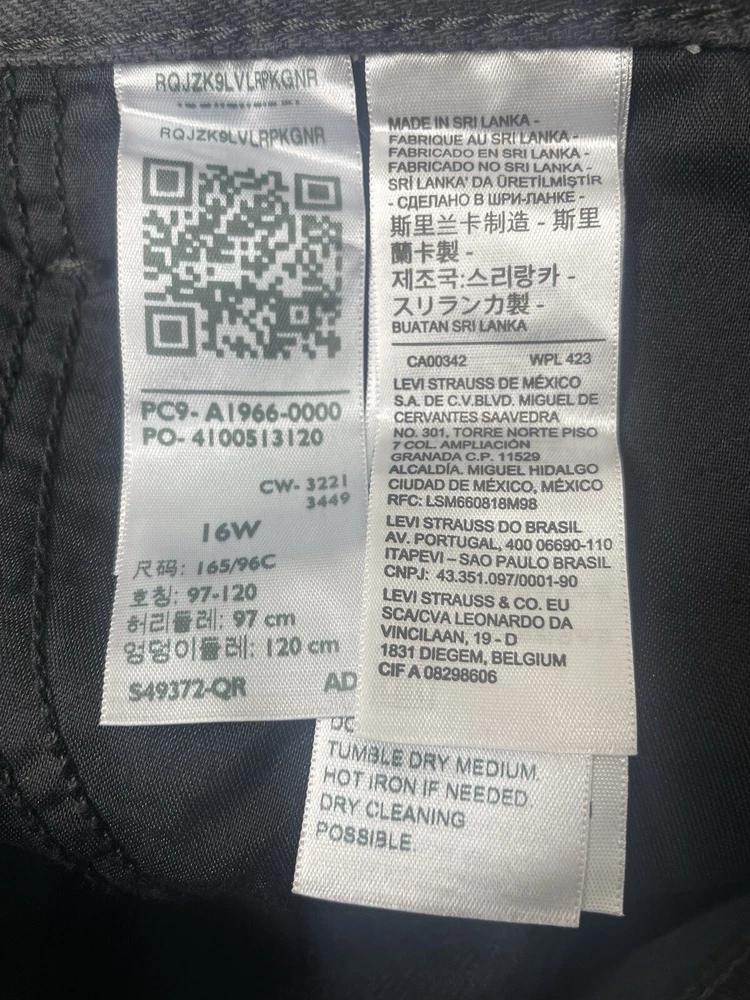 RQJZK9LVLRPKGNR
RQJZK9LVLRPKGNR
PC9- A1966-0000
PO- 4100513120
CW- 3221
3449
16W
尺码: 165/96C
호칭: 97-120
허리둘레: 97 cm
엉덩이둘레: 120 cm
S49372-QR AD
MADE IN SRI LANKA -
FABRIQUE AU SRI LANKA -
FABRICADO EN SRI LANKA -
FABRICADO NO SRI LANKA -
SRİ LANKA' DA ÜRETİLMİŞTİR
- СДЕЛАНО В ШРИ-ЛАНКЕ -
斯里兰卡制造 - 斯里
蘭卡製 -
제조국:스리랑카 -
スリランカ製 -
BUATAN SRI LANKA
CA00342 WPL 423
LEVI STRAUSS DE MÉXICO
S.A. DE C.V.BLVD. MIGUEL DE
CERVANTES SAAVEDRA
NO. 301, TORRE NORTE PISO
7 COL. AMPLIACIÓN
GRANADA C.P. 11529
ALCALDÍA. MIGUEL HIDALGO
CIUDAD DE MÉXICO, MÉXICO
RFC: LSM660818M98
LEVI STRAUSS DO BRASIL
AV. PORTUGAL, 400 06690-110
ITAPEVI – SAO PAULO BRASIL
CNPJ: 43.351.097/0001-90
LEVI STRAUSS & CO. EU
SCA/CVA LEONARDO DA
VINCILAAN, 19 - D
1831 DIEGEM, BELGIUM
CIF A 08298606
TUMBLE DRY MEDIUM.
HOT IRON IF NEEDED.
DRY CLEANING
POSSIBLE.